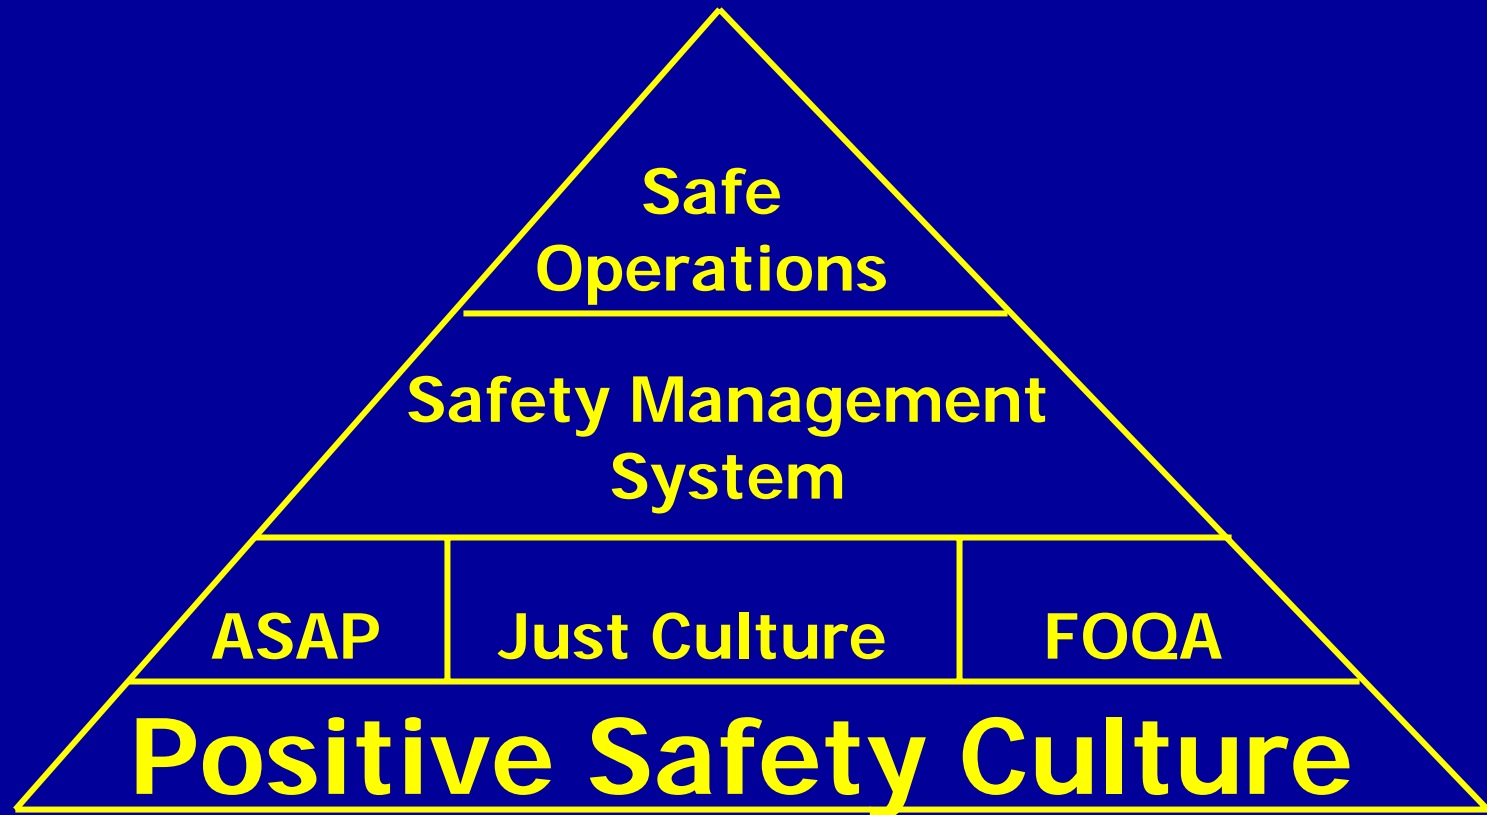 Safe
Operations
Safety Management
System
ASAP Just Culture FOQA
Positive Safety Culture